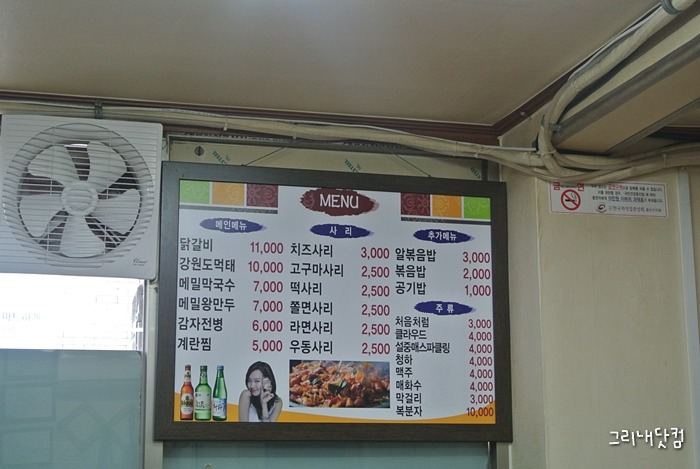 MENU
메인메뉴
닭갈비 11,000
강원도먹태 10,000
메밀막국수 7,000
메밀왕만두 7,000
감자전병 6,000
계란찜 5,000
사 리
치즈사리 3,000
고구마사리 2,500
떡사리 2,500
쫄면사리 2,500
라면사리 2,500
우동사리 2,500
추가메뉴
알볶음밥 3,000
볶음밥 2,000
공기밥 1,000
주 류
처음처럼 3,000
클라우드 4,000
설중매스파클링 4,000
청하 4,000
맥주 4,000
매화수 4,000
막걸리 3,000
복분자 10,000
그리내닷컴